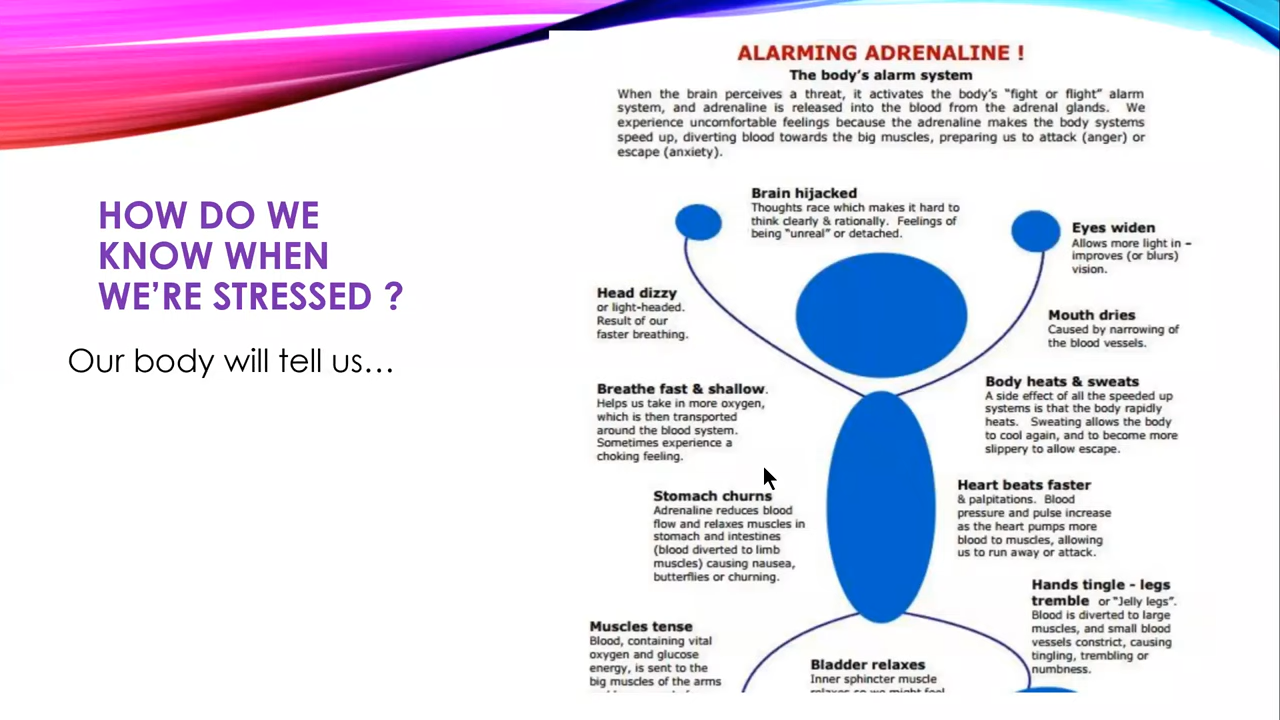 HOW DO WE
KNOW WHEN
WE’RE STRESSED ?
Our body will tell us…
ALARMING ADRENALINE !
The body’s alarm system
When the brain perceives a threat, it activates the body’s “fight or flight” alarm
system, and adrenaline is released into the blood from the adrenal glands. We
experience uncomfortable feelings because the adrenaline makes the body systems
speed up, diverting blood towards the big muscles, preparing us to attack (anger) or
escape (anxiety).
Brain hijacked
Thoughts race which makes it hard to
think clearly & rationally. Feelings of
being “unreal” or detached.
Eyes widen
Allows more light in –
improves (or blurs)
vision.
Head dizzy
or light-headed.
Result of our
faster breathing.
Mouth dries
Caused by narrowing of
the blood vessels.
Breathe fast & shallow.
Helps us take in more oxygen,
which is then transported
around the blood system.
Sometimes experience a
choking feeling.
Body heats & sweats
A side effect of all the speeded up
systems is that the body rapidly
heats. Sweating allows the body
to cool again, and to become more
slippery to allow escape.
Stomach churns
Adrenaline reduces blood
flow and relaxes muscles in
stomach and intestines
(blood diverted to limb
muscles) causing nausea,
butterflies or churning.
Heart beats faster
& palpitations. Blood
pressure and pulse increase
as the heart pumps more
blood to muscles, allowing
us to run away or attack.
Hands tingle - legs
tremble or “Jelly legs”.
Blood is diverted to large
muscles, and small blood
vessels constrict, causing
tingling, trembling or
numbness.
Muscles tense
Blood, containing vital
oxygen and glucose
energy, is sent to the
big muscles of the arms
Bladder relaxes
Inner sphincter muscle
relaxes so we might feel